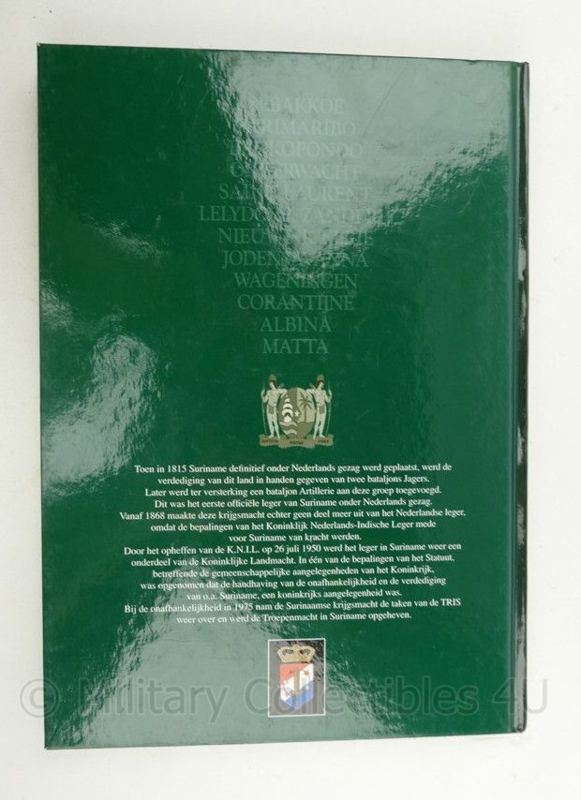 WAGENINGEN
CORANTIJNE
ALBINA
MATTA
Toen in 1815 Suriname definitief onder Nederlands gezag werd geplaatst, werd de
verdediging van dit land in handen gegeven van twee bataljons Jagers.
Later werd ter versterking een bataljon Artillerie aan deze groep toegevoegd.
Dit was het eerste officiële leger van Suriname onder Nederlands gezag.
Vanaf 1868 maakte deze krijgsmacht echter geen deel meer uit van het Nederlandse leger,
omdat de bepalingen van het Koninklijk Nederlands-Indische Leger mede
voor Suriname van kracht werden.
Door het opheffen van de K.N.I.L. op 26 juli 1950 werd het leger in Suriname weer een
onderdeel van de Koninklijke Landmacht. In één van de bepalingen van het Statuut,
betreffende de gemeenschappelijke aangelegenheden van het Koninkrijk,
was opgenomen dat de handhaving van de onafhankelijkheid en de verdediging
van o.a. Suriname, een koninkrijks aangelegenheid was.
Bij de onafhankelijkheid in 1975 nam de Surinaamse krijgsmacht de taken van de TRIS
weer over en werd de Troepenmacht in Suriname opgeheven.
© Military Collectibles 4U